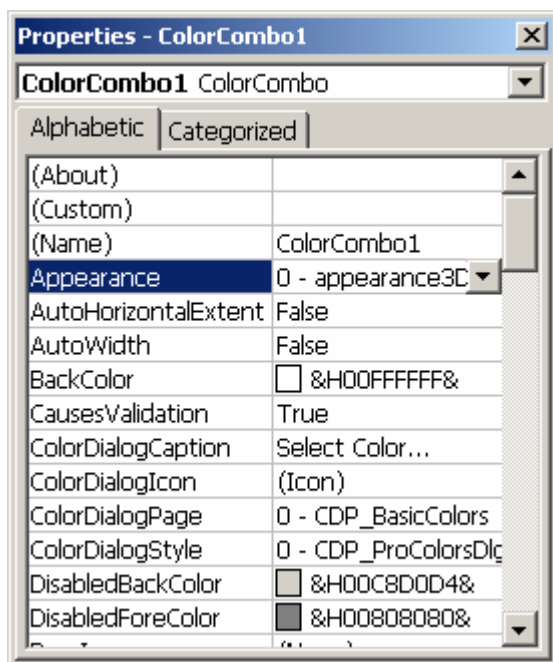 Properties - ColorCombo1
ColorCombo1 ColorCombo
Alphabetic Categorized
(About)
(Custom)
(Name) ColorCombo1
Appearance 0 - appearance3D
AutoHorizontalExtent False
AutoWidth False
BackColor &H00FFFFFF&
CausesValidation True
ColorDialogCaption Select Color...
ColorDialogIcon (Icon)
ColorDialogPage 0 - CDP_BasicColors
ColorDialogStyle 0 - CDP_ProColorsDlg
DisabledBackColor &H00C8D0D4&
DisabledForeColor &H00808080&